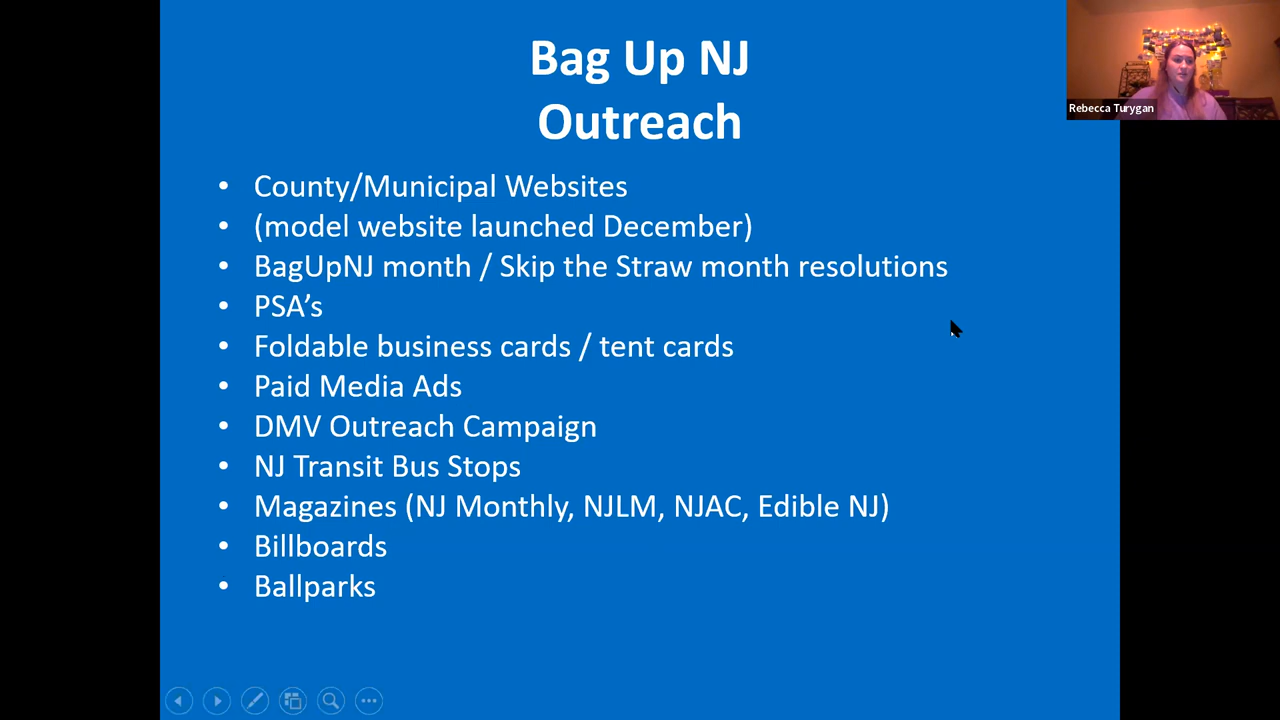 Bag Up NJ
Outreach
Rebecca Turygan
• County/Municipal Websites
• (model website launched December)
• BagUpNJ month / Skip the Straw month resolutions
• PSA’s
• Foldable business cards / tent cards
• Paid Media Ads
• DMV Outreach Campaign
• NJ Transit Bus Stops
• Magazines (NJ Monthly, NJLM, NJAC, Edible NJ)
• Billboards
• Ballparks